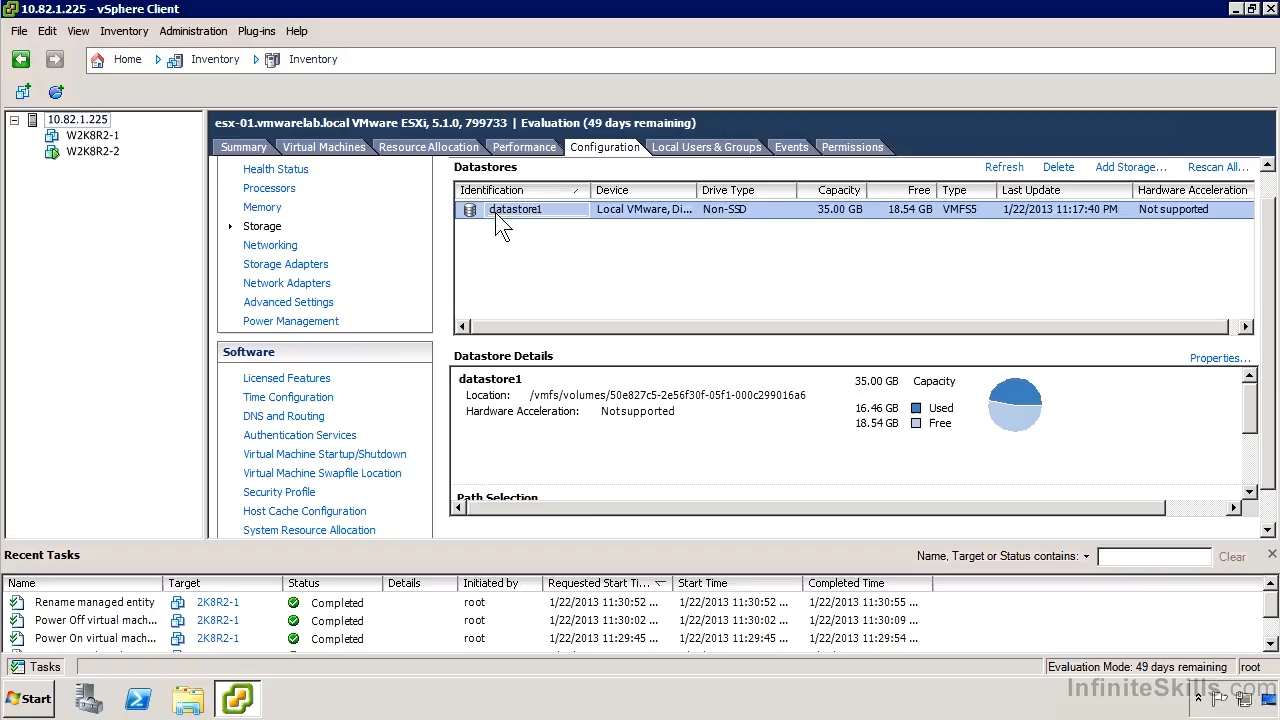 10.82.1.225 - vSphere Client
File Edit View Inventory Administration Plug-ins Help
Home Inventory Inventory
10.82.1.225
W2K8R2-1
W2K8R2-2
esx-01.vmwarelab.local VMware ESXi, 5.1.0, 799733 | Evaluation (49 days remaining)
Summary Virtual Machines Resource Allocation Performance Configuration Local Users & Groups Events Permissions
Health Status
Processors
Memory
Storage
Networking
Storage Adapters
Network Adapters
Advanced Settings
Power Management
Software
Licensed Features
Time Configuration
DNS and Routing
Authentication Services
Virtual Machine Startup/Shutdown
Virtual Machine Swapfile Location
Security Profile
Host Cache Configuration
System Resource Allocation
Datastores Refresh Delete Add Storage... Rescan All...
Identification Device Drive Type Capacity Free Type Last Update Hardware Acceleration
datastore1 Local VMware, Di... Non-SSD 35.00 GB 18.54 GB VMFS5 1/22/2013 11:17:40 PM Not supported
Datastore Details Properties...
datastore1 35.00 GB Capacity
Location: /vmfs/volumes/50e827c5-2e56f30f-05f1-000c299016a6
Hardware Acceleration: Not supported
16.46 GB Used
18.54 GB Free
Path Selection
Recent Tasks Name, Target or Status contains: Clear
Name Target Status Details Initiated by Requested Start Ti... Start Time Completed Time
Rename managed entity 2K8R2-1 Completed root 1/22/2013 11:30:52 ... 1/22/2013 11:30:52 ... 1/22/2013 11:30:55 ...
Power Off virtual mach... 2K8R2-1 Completed root 1/22/2013 11:30:02 ... 1/22/2013 11:30:02 ... 1/22/2013 11:30:09 ...
Power On virtual mach... 2K8R2-1 Completed root 1/22/2013 11:29:45 ... 1/22/2013 11:29:45 ... 1/22/2013 11:29:54 ...
Tasks Evaluation Mode: 49 days remaining root
Start
InfiniteSkills.com